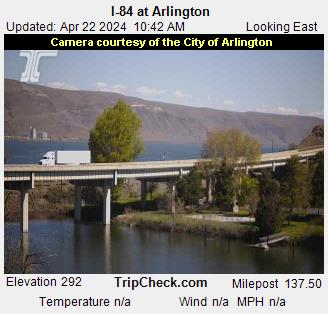 I-84 at Arlington
Updated: Apr 22 2024 10:42 AM Looking East
Camera courtesy of the City of Arlington
Elevation 292 TripCheck.com Milepost 137.50
Temperature n/a Wind n/a MPH n/a